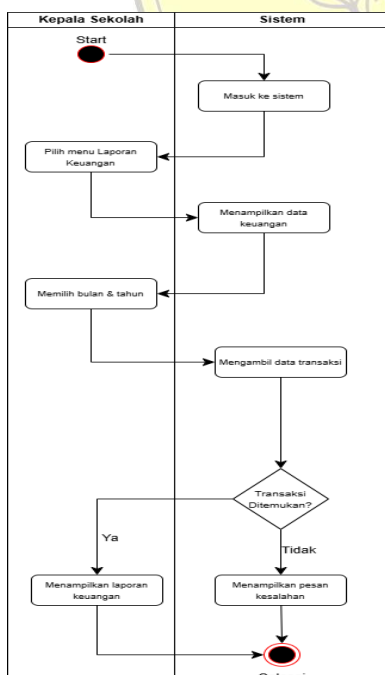 Kepala Sekolah
Sistem
Start
Masuk ke sistem
Pilih menu Laporan
Keuangan
Menampilkan data
keuangan
Memilih bulan & tahun
Mengambil data transaksi
Transaksi
Ditemukan?
Ya
Tidak
Menampilkan laporan
keuangan
Menampilkan pesan
kesalahan